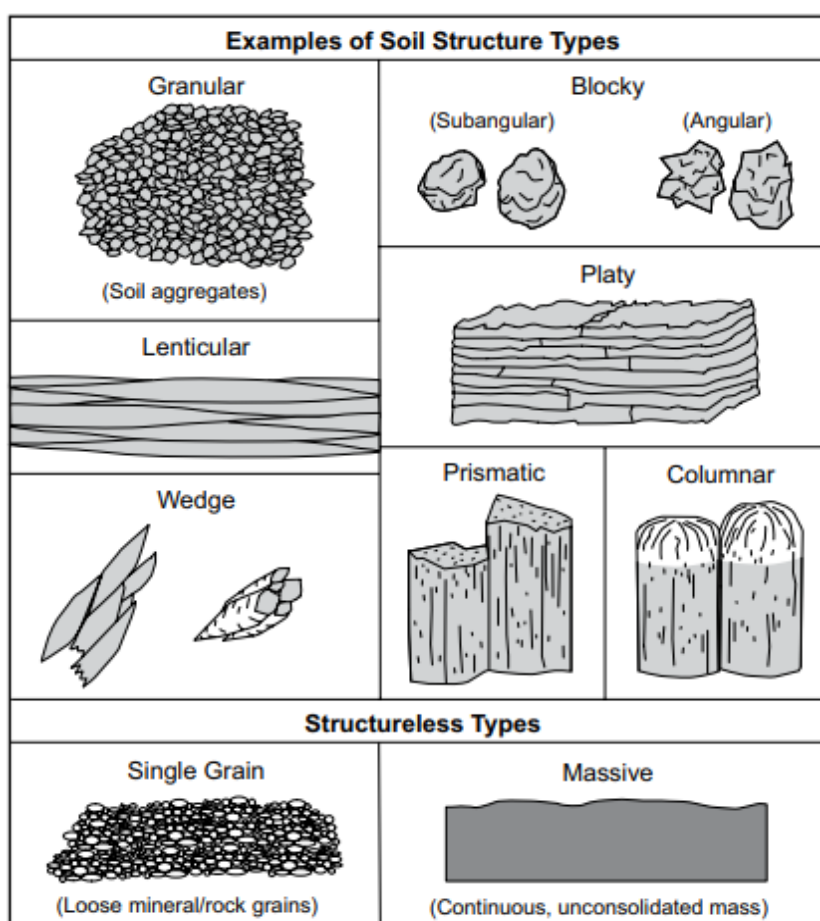 Examples of Soil Structure Types
Granular
(Soil aggregates)
Blocky
(Subangular)
(Angular)
Platy
Lenticular
Wedge
Prismatic
Columnar
Structureless Types
Single Grain
(Loose mineral/rock grains)
Massive
(Continuous, unconsolidated mass)